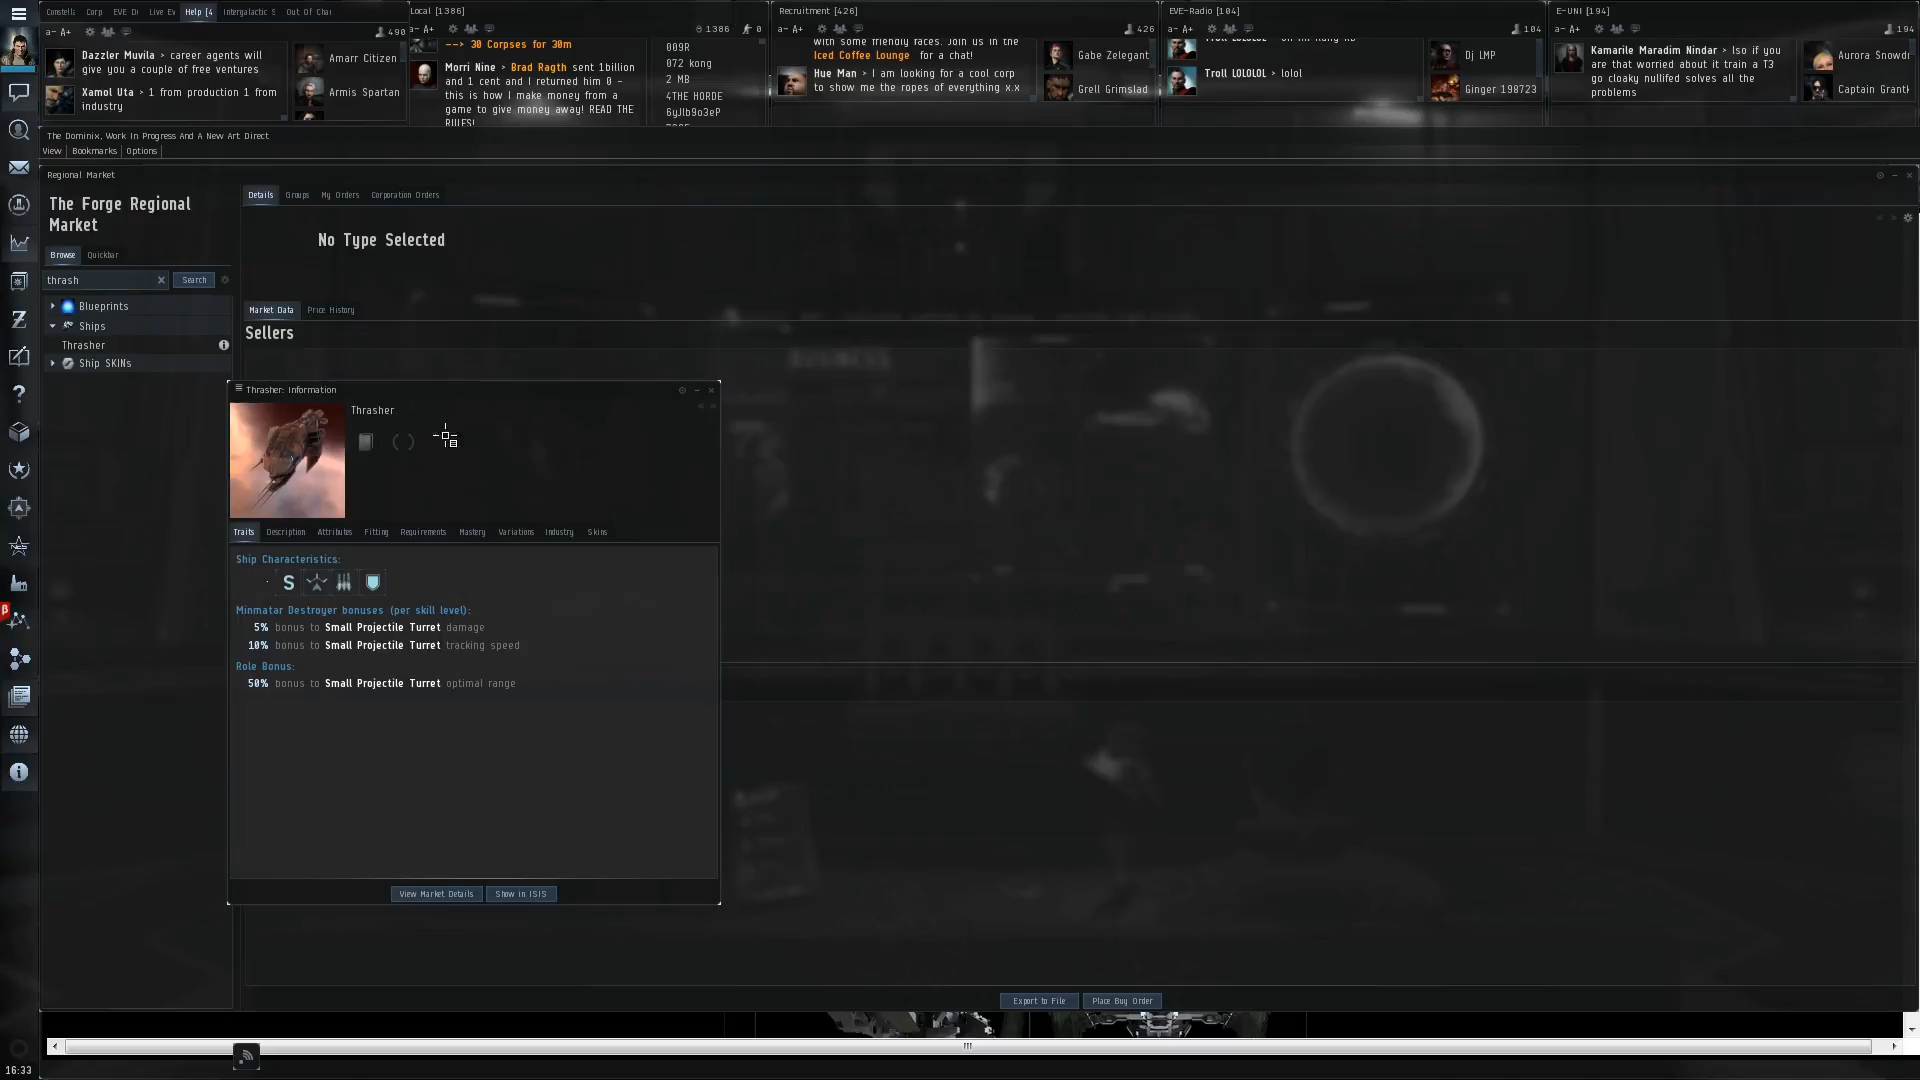 Constell
Corp
EVE D
Live Ev
Help [4
Intergalactic S
Out Of Cha
a- A+
490
Dazzler Muvila > career agents will
give you a couple of free ventures
Xamol Uta > 1 from production 1 from
industry
Amarr Citizen
Armis Spartan
Local [1386]
a- A+
1386
0
--> 30 Corpses for 30m
Morri Nine > Brad Ragth sent 1billion
and 1 cent and I returned him 0 -
this is how I make money from a
game to give money away! READ THE
RULES!
009R
072 kong
2 MB
4THE HORDE
6yJlb9o3eP
Recruitment [426]
a- A+
426
with some friendly faces. Join us in the
Iced Coffee Lounge for a chat!
Hue Man > I am looking for a cool corp
to show me the ropes of everything x.x
Gabe Zelegant
Grell Grimslad
EVE-Radio [104]
a- A+
104
Troll LOLOLOL > lolol
Dj LMP
Ginger 198723
E-UNI [194]
a- A+
194
Kamarile Maradim Nindar > lso if you
are that worried about it train a T3
go cloaky nullifed solves all the
problems
Aurora Snowd
Captain Grant
The Dominix, Work In Progress And A New Art Direct
View
Bookmarks
Options
Regional Market
The Forge Regional
Market
Browse
Quickbar
thrash
Search
Blueprints
Ships
Thrasher
Ship SKINs
Details
Groups
My Orders
Corporation Orders
No Type Selected
Market Data
Price History
Sellers
Thrasher: Information
Thrasher
Traits
Description
Attributes
Fitting
Requirements
Mastery
Variations
Industry
Skins
Ship Characteristics:
S
Minmatar Destroyer bonuses (per skill level):
5% bonus to Small Projectile Turret damage
10% bonus to Small Projectile Turret tracking speed
Role Bonus:
50% bonus to Small Projectile Turret optimal range
View Market Details
Show in ISIS
Export to File
Place Buy Order
NES
β
16:33